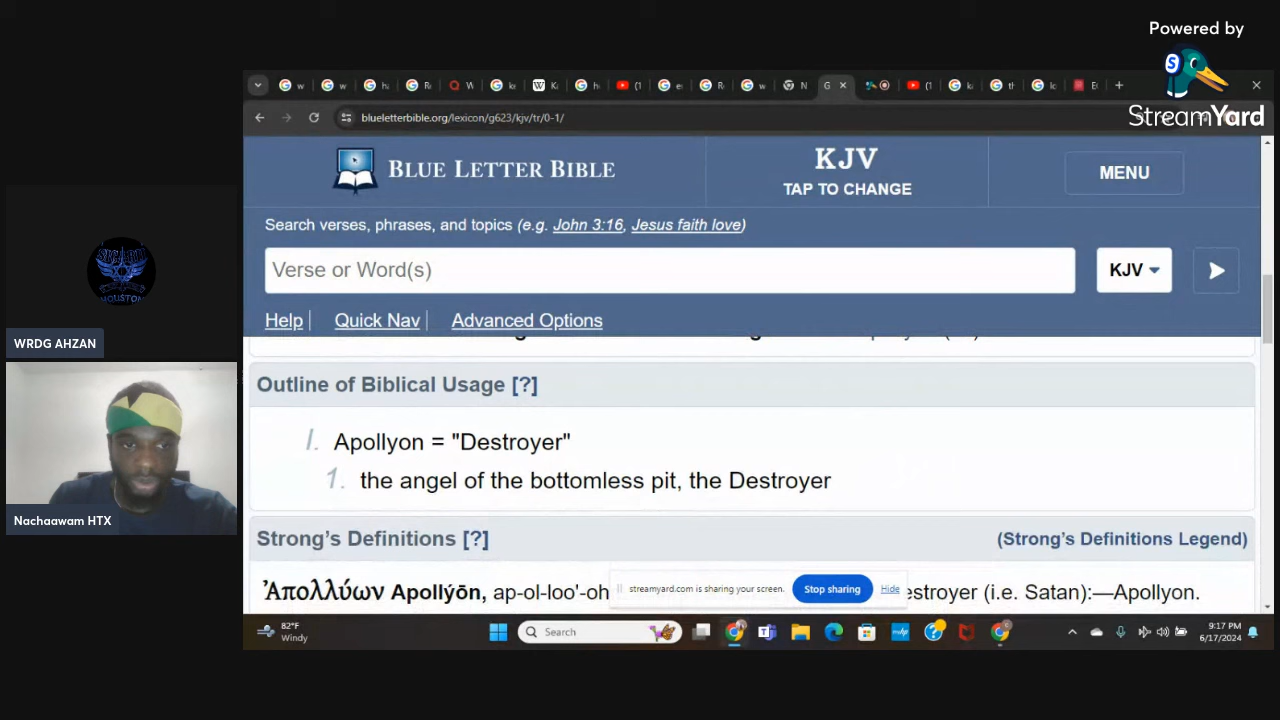 Powered by
S
StreamYard
blueletterbible.org/lexicon/g623/kjv/tr/0-1/
BLUE LETTER BIBLE
KJV
TAP TO CHANGE
MENU
Search verses, phrases, and topics (e.g. John 3:16, Jesus faith love)
Verse or Word(s)
KJV
Help | Quick Nav | Advanced Options
Outline of Biblical Usage [?]
I. Apollyon = "Destroyer"
1. the angel of the bottomless pit, the Destroyer
Strong's Definitions [?]
(Strong's Definitions Legend)
Ἀπολλύων Apollýōn, ap-ol-loo'-oh
estroyer (i.e. Satan):—Apollyon.
streamyard.com is sharing your screen.
Stop sharing
Hide
HOUSTON
WRDG AHZAN
Nachaawam HTX
82°F
Windy
Search
9:17 PM
6/17/2024